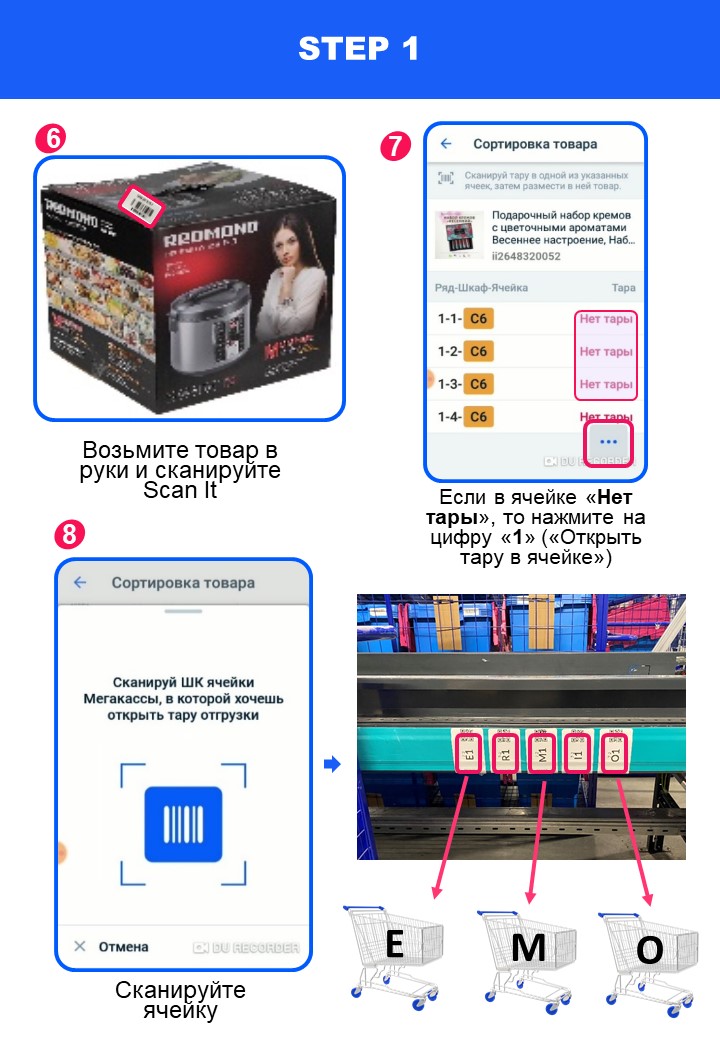 STEP 1
6
REDMOND
REDMOND
Возьмите товар в
руки и сканируйте
Scan It
7
Сортировка товара
Сканируй тару в одной из указанных
ячеек, затем размести в ней товар.
Подарочный набор кремов
с цветочными ароматами
Весеннее настроение, Наб...
ii2648320052
Ряд-Шкаф-Ячейка Тара
1-1- C6 Нет тары
1-2- C6 Нет тары
1-3- C6 Нет тары
1-4- C6 Нет тары
DU RECORDER
Если в ячейке «Нет
тары», то нажмите на
цифру «1» («Открыть
тару в ячейке»)
8
Сортировка товара
Сканируй ШК ячейки
Мегакассы, в которой хочешь
открыть тару отгрузки
Отмена
DU RECORDER
Сканируйте
ячейку
E1 R1 M1 I1 O1
E M O